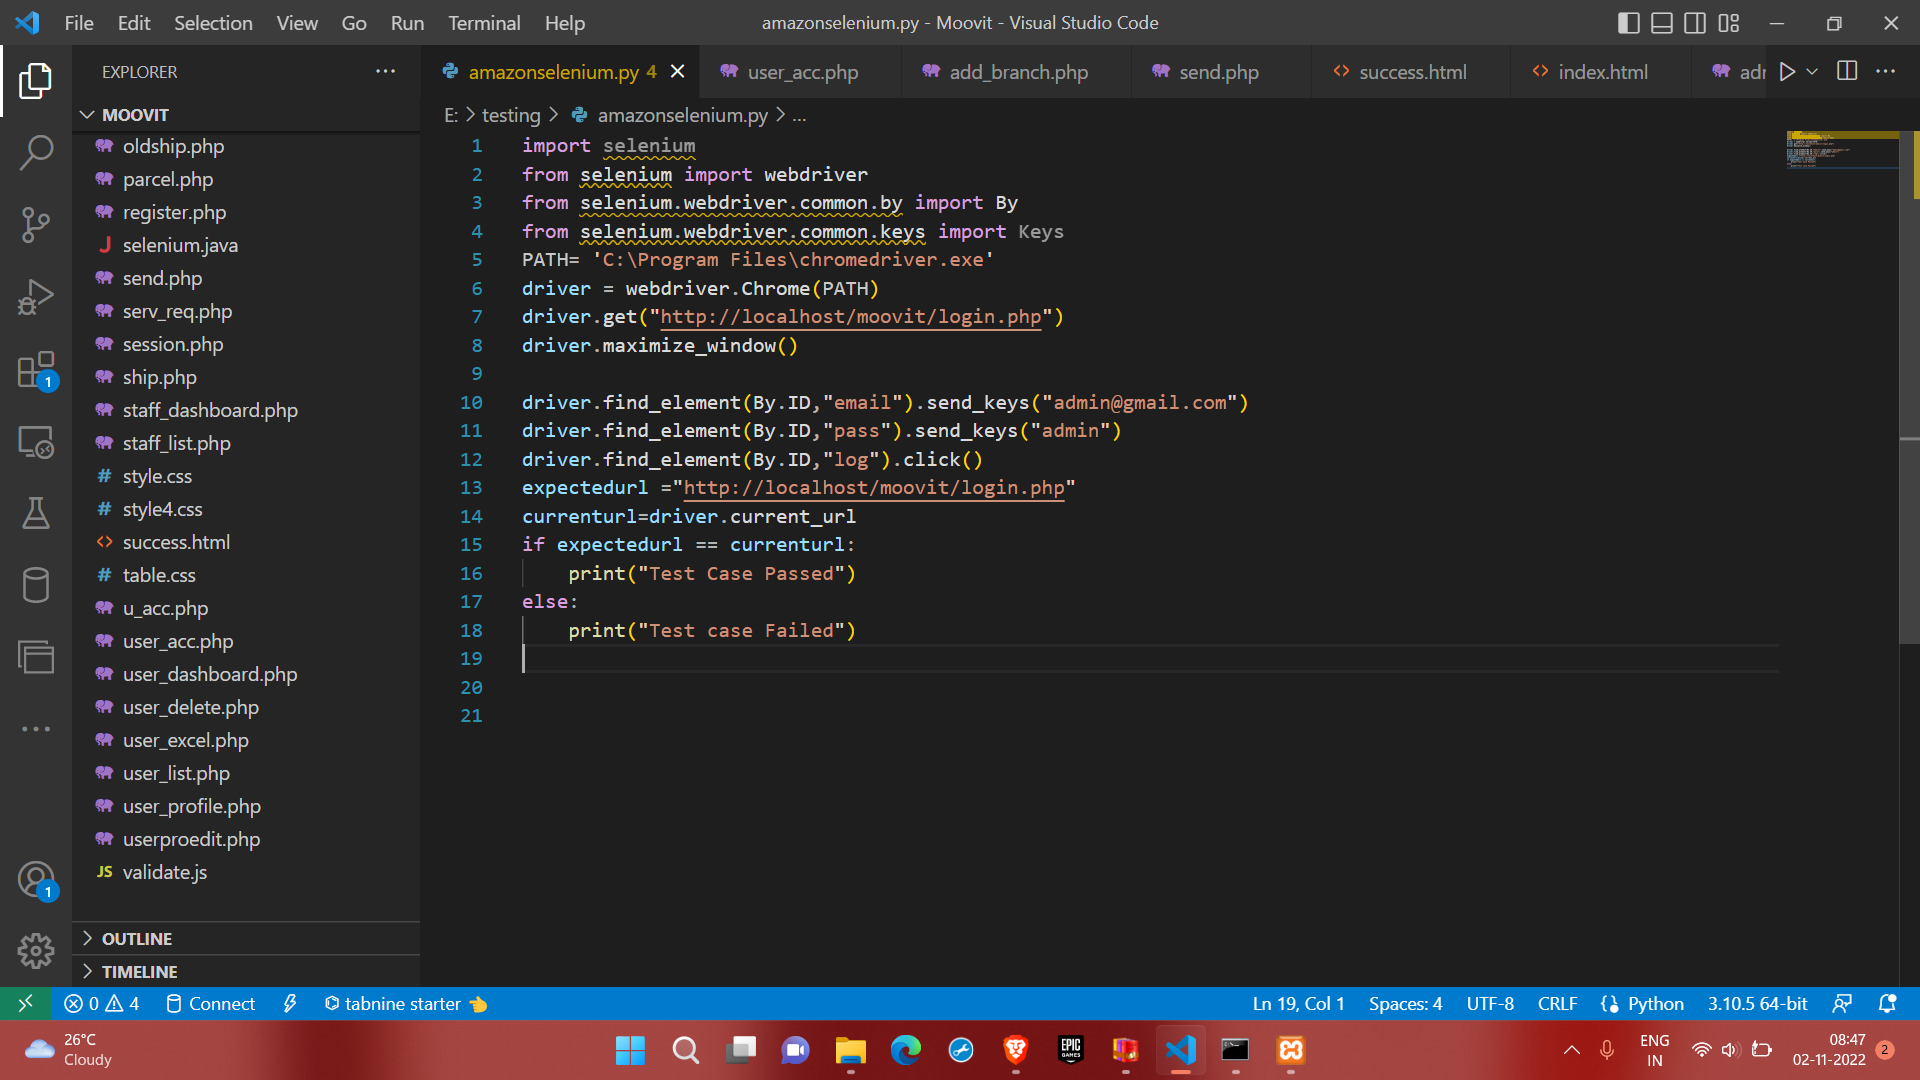 File Edit Selection View Go Run Terminal Help
amazonselenium.py - Moovit - Visual Studio Code
EXPLORER
MOOVIT
oldship.php
parcel.php
register.php
selenium.java
send.php
serv_req.php
session.php
ship.php
staff_dashboard.php
staff_list.php
style.css
style4.css
success.html
table.css
u_acc.php
user_acc.php
user_dashboard.php
user_delete.php
user_excel.php
user_list.php
user_profile.php
userproedit.php
JS validate.js
OUTLINE
TIMELINE
1
1
amazonselenium.py 4 user_acc.php add_branch.php send.php success.html index.html
E: > testing > amazonselenium.py > ...
1 import selenium
2 from selenium import webdriver
3 from selenium.webdriver.common.by import By
4 from selenium.webdriver.common.keys import Keys
5 PATH= 'C:\Program Files\chromedriver.exe'
6 driver = webdriver.Chrome(PATH)
7 driver.get("http://localhost/moovit/login.php")
8 driver.maximize_window()
9
10 driver.find_element(By.ID,"email").send_keys("admin@gmail.com")
11 driver.find_element(By.ID,"pass").send_keys("admin")
12 driver.find_element(By.ID,"log").click()
13 expectedurl ="http://localhost/moovit/login.php"
14 currenturl=driver.current_url
15 if expectedurl == currenturl:
16     print("Test Case Passed")
17 else:
18     print("Test case Failed")
19
20
21
0 4 Connect tabnine starter
Ln 19, Col 1 Spaces: 4 UTF-8 CRLF Python 3.10.5 64-bit
26°C
Cloudy
EPIC
GAMES
ENG
IN
08:47
02-11-2022
2